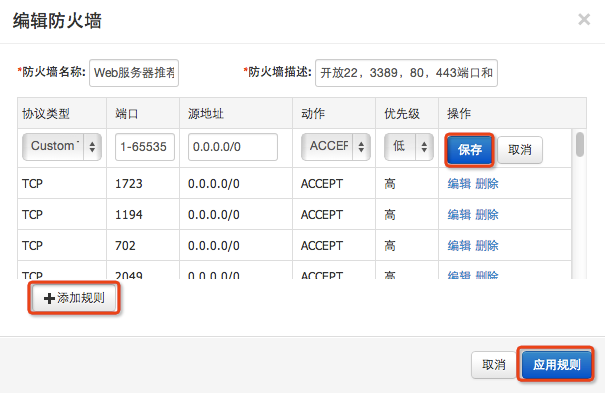 编辑防火墙 ×
*防火墙名称: Web服务器推荐 *防火墙描述: 开放22，3389，80，443端口和
协议类型 端口 源地址 动作 优先级 操作
Custom 1-65535 0.0.0.0/0 ACCEP 低 保存 取消
TCP 1723 0.0.0.0/0 ACCEPT 高 编辑 删除
TCP 1194 0.0.0.0/0 ACCEPT 高 编辑 删除
TCP 702 0.0.0.0/0 ACCEPT 高 编辑 删除
TCP 2049 0.0.0.0/0 ACCEPT 高 编辑 删除
添加规则
取消 应用规则